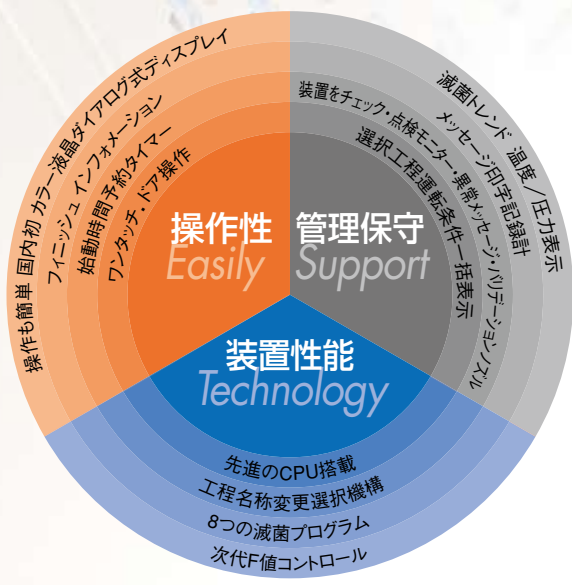 操作も簡単 国内初 カラー液晶ダイアログ式ディスプレイ
フィニッシュ インフォメーション
始動時間予約タイマー
ワンタッチ・ドア操作
操作性
Easily
滅菌トレンド 温度/圧力表示
メッセージ印字記録計
装置をチェック・点検モニター・異常メッセージ・バリデーションノズル
選択工程運転条件一括表示
管理保守
Support
装置性能
Technology
先進のCPU搭載
工程名称変更選択機構
8つの滅菌プログラム
次代F値コントロール